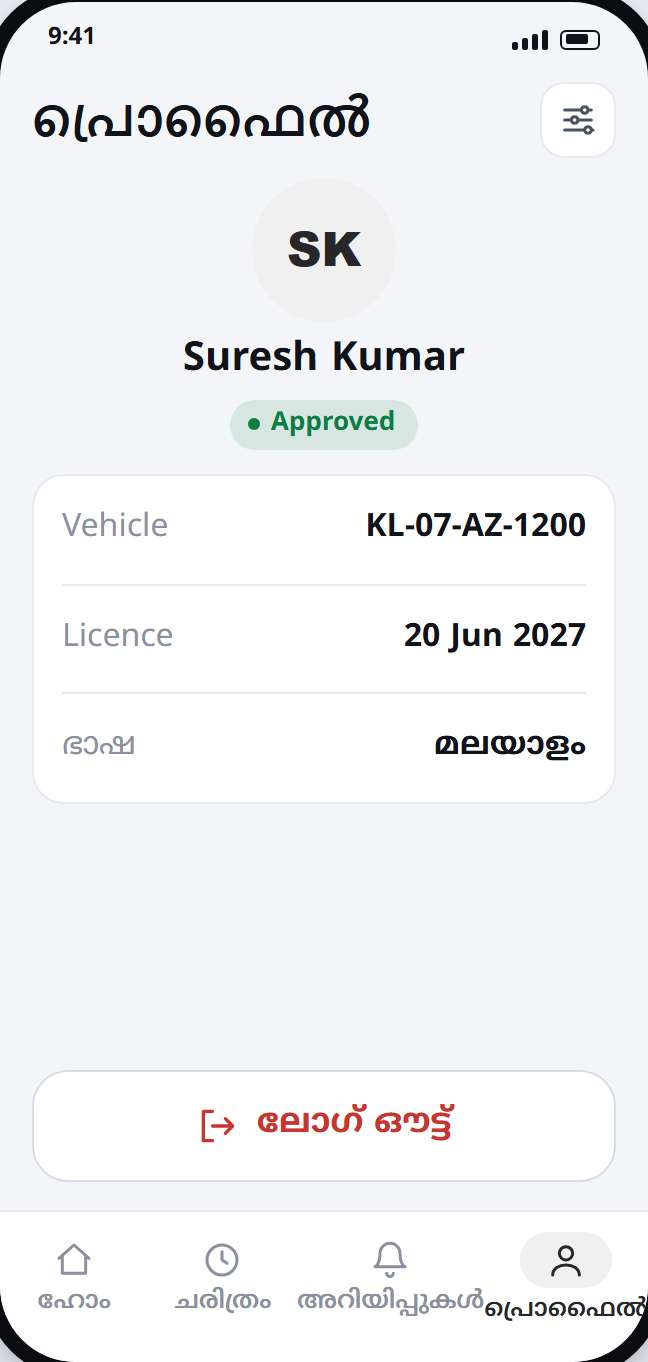 9:41
പ്രൊഫൈൽ
SK
Suresh Kumar
Approved
Vehicle KL-07-AZ-1200
Licence 20 Jun 2027
ഭാഷ മലയാളം
ലോഗ് ഔട്ട്
ഹോം ചരിത്രം അറിയിപ്പുകൾ പ്രൊഫൈൽ